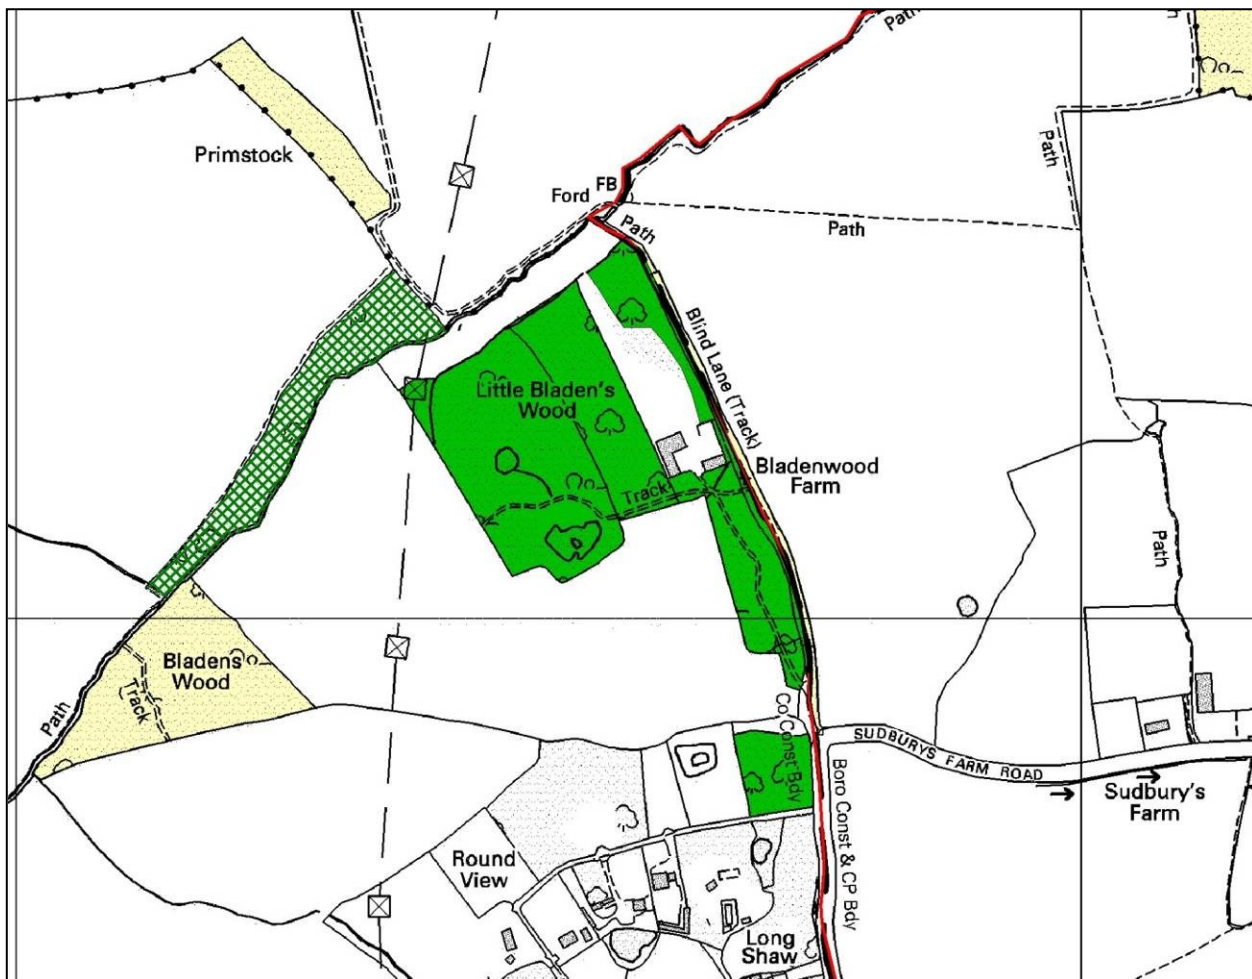 Path
Path
Primstock
Ford
FB
Path
Path
Path
Blind Lane (Track)
Little Bladen's
Wood
Bladenwood
Farm
Track
Path
Bladens
Wood
Track
Path
Co Const Bdy
SUDBURYS FARM ROAD
Sudbury's
Farm
Boro Const & CP Bdy
Round
View
Long
Shaw